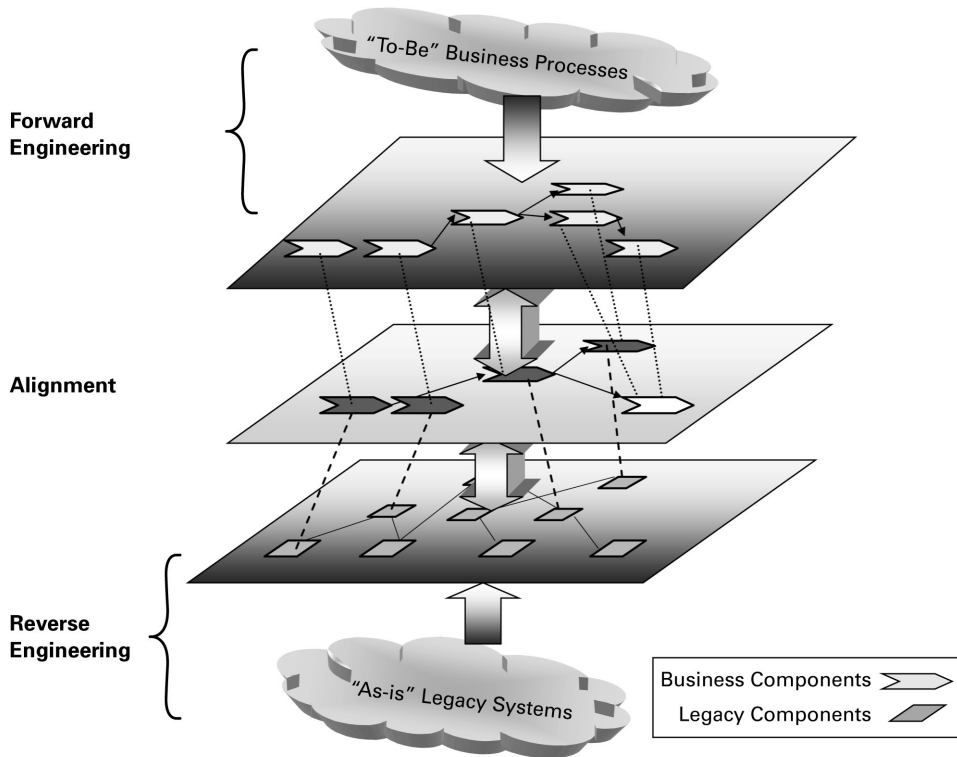 “To-Be” Business Processes
Forward
Engineering
Alignment
Reverse
Engineering
“As-is” Legacy Systems
Business Components
Legacy Components